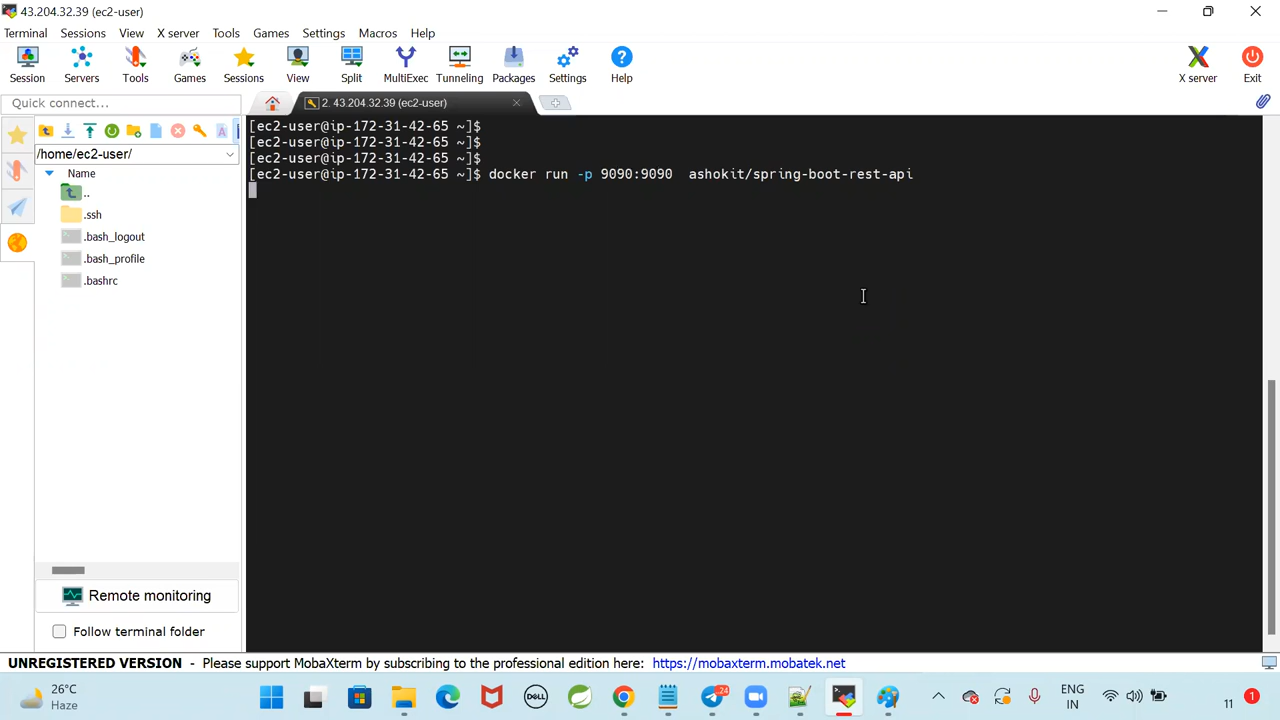 43.204.32.39 (ec2-user)
Terminal Sessions View X server Tools Games Settings Macros Help
Session Servers Tools Games Sessions View Split MultiExec Tunneling Packages Settings Help X server Exit
Quick connect...
2. 43.204.32.39 (ec2-user)
/home/ec2-user/
Name
..
.ssh
.bash_logout
.bash_profile
.bashrc
Remote monitoring
Follow terminal folder
[ec2-user@ip-172-31-42-65 ~]$
[ec2-user@ip-172-31-42-65 ~]$
[ec2-user@ip-172-31-42-65 ~]$
[ec2-user@ip-172-31-42-65 ~]$ docker run -p 9090:9090  ashokit/spring-boot-rest-api
UNREGISTERED VERSION - Please support MobaXterm by subscribing to the professional edition here: https://mobaxterm.mobatek.net
26°C
Haze
DELL
24
ENG
IN
11
1